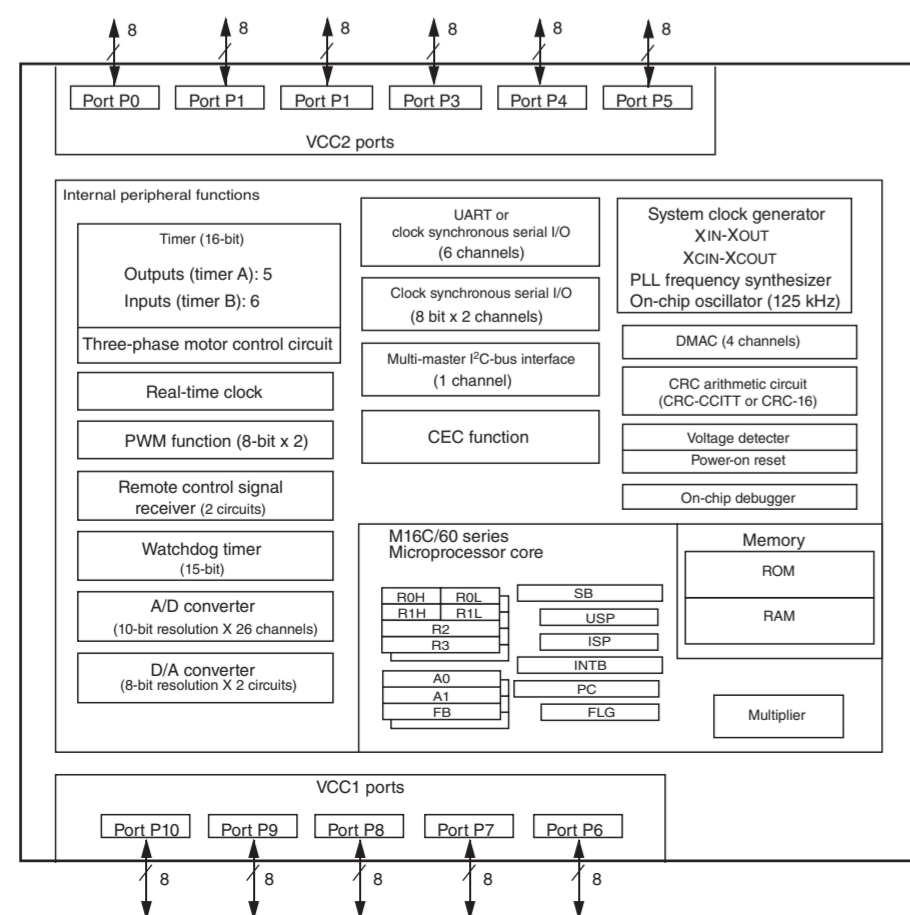 8 8 8 8 8 8
Port P0 Port P1 Port P1 Port P3 Port P4 Port P5
VCC2 ports
Internal peripheral functions
Timer (16-bit)
Outputs (timer A): 5
Inputs (timer B): 6
Three-phase motor control circuit
Real-time clock
PWM function (8-bit x 2)
Remote control signal
receiver (2 circuits)
Watchdog timer
(15-bit)
A/D converter
(10-bit resolution X 26 channels)
D/A converter
(8-bit resolution X 2 circuits)
UART or
clock synchronous serial I/O
(6 channels)
Clock synchronous serial I/O
(8 bit x 2 channels)
Multi-master I²C-bus interface
(1 channel)
CEC function
System clock generator
XIN-XOUT
XCIN-XCOUT
PLL frequency synthesizer
On-chip oscillator (125 kHz)
DMAC (4 channels)
CRC arithmetic circuit
(CRC-CCITT or CRC-16)
Voltage detecter
Power-on reset
On-chip debugger
M16C/60 series
Microprocessor core
R0H R0L
R1H R1L
R2
R3
A0
A1
FB
SB
USP
ISP
INTB
PC
FLG
Memory
ROM
RAM
Multiplier
VCC1 ports
Port P10 Port P9 Port P8 Port P7 Port P6
8 8 8 8 8